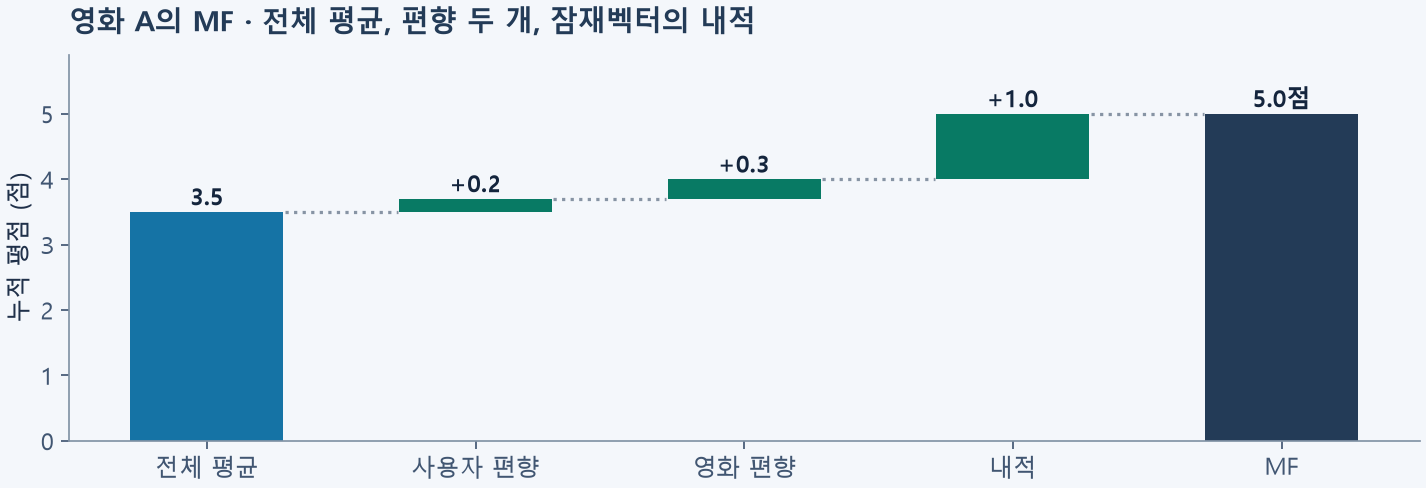 영화 A의 MF · 전체 평균, 편향 두 개, 잠재벡터의 내적
누적 평점 (점)
5
4
3
2
1
0
3.5
+0.2
+0.3
+1.0
5.0점
전체 평균
사용자 편향
영화 편향
내적
MF